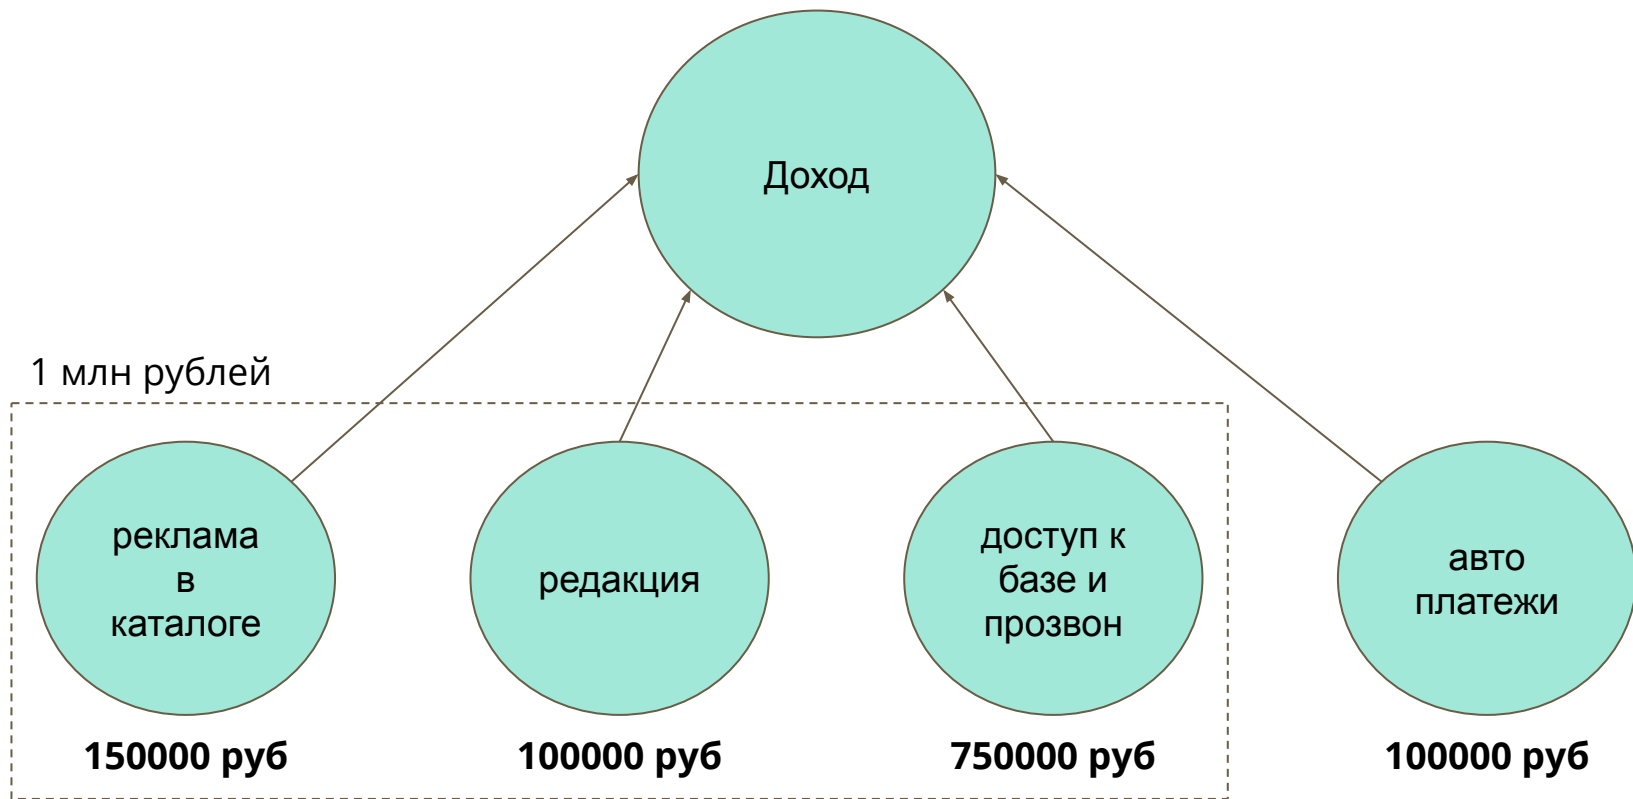 Доход
1 млн рублей
реклама
в
каталоге
редакция
доступ к
базе и
прозвон
авто
платежи
150000 руб
100000 руб
750000 руб
100000 руб